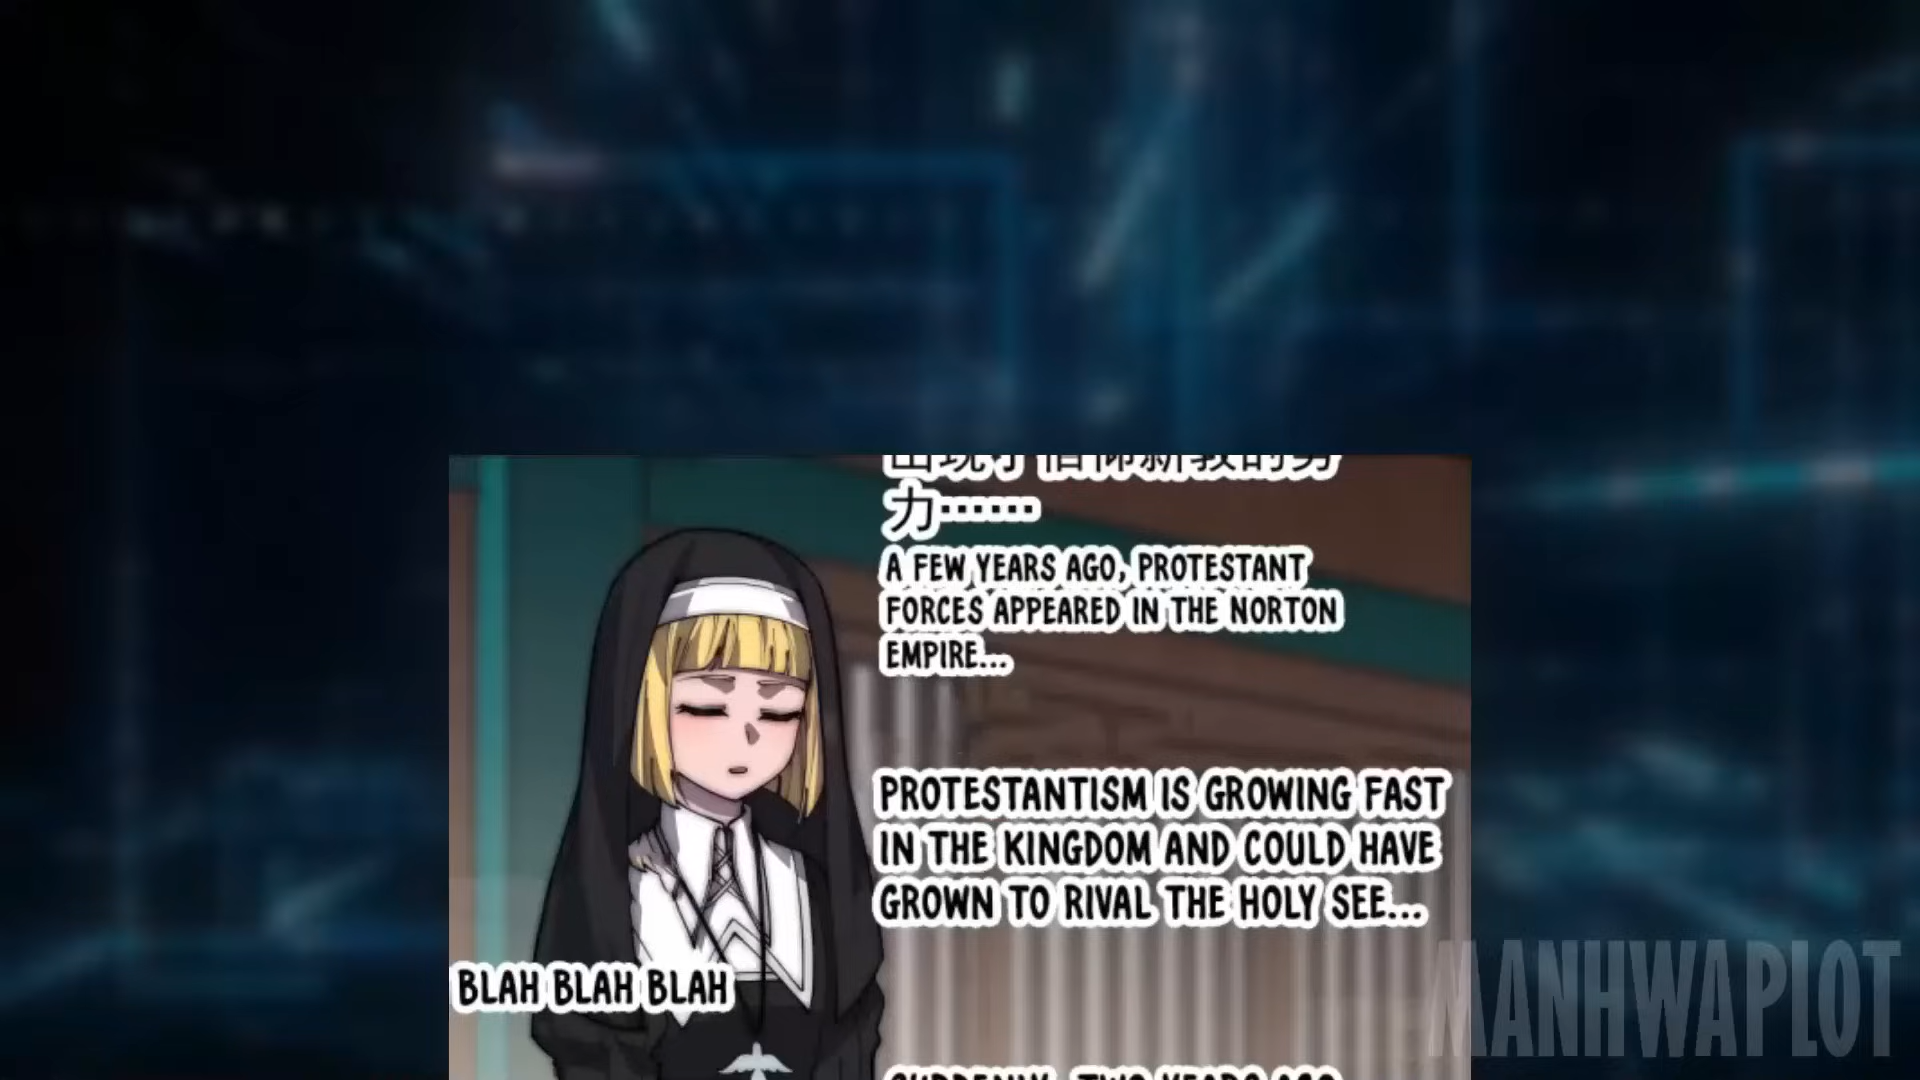 力⋯⋯
A FEW YEARS AGO, PROTESTANT
FORCES APPEARED IN THE NORTON
EMPIRE...
PROTESTANTISM IS GROWING FAST
IN THE KINGDOM AND COULD HAVE
GROWN TO RIVAL THE HOLY SEE...
BLAH BLAH BLAH
MANHWAPLOT